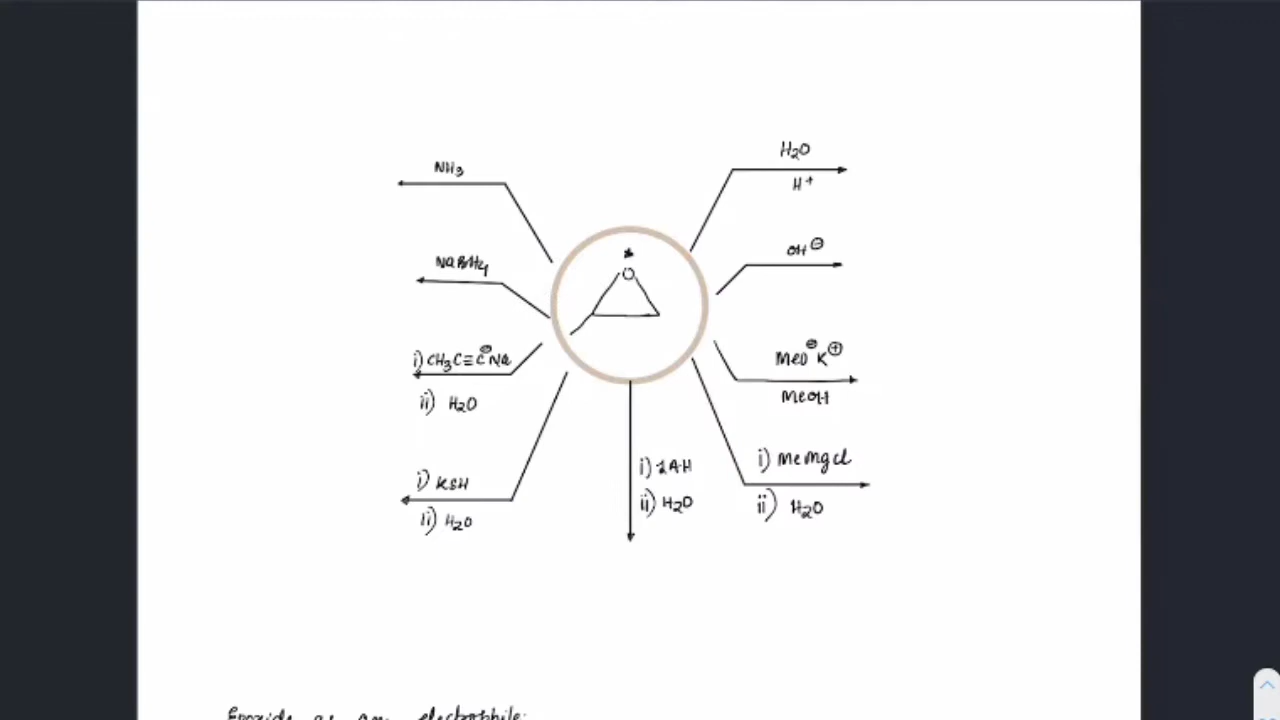 H2O
H+
NH3
OH⊖
*
O
NaBH4
i) CH3C≡C⊖Na
ii) H2O
MeO⊖K⊕
MeOH
i) MeMgCl
ii) H2O
i) LAH
ii) H2O
i) KSH
ii) H2O
Epoxide as an electrophile: